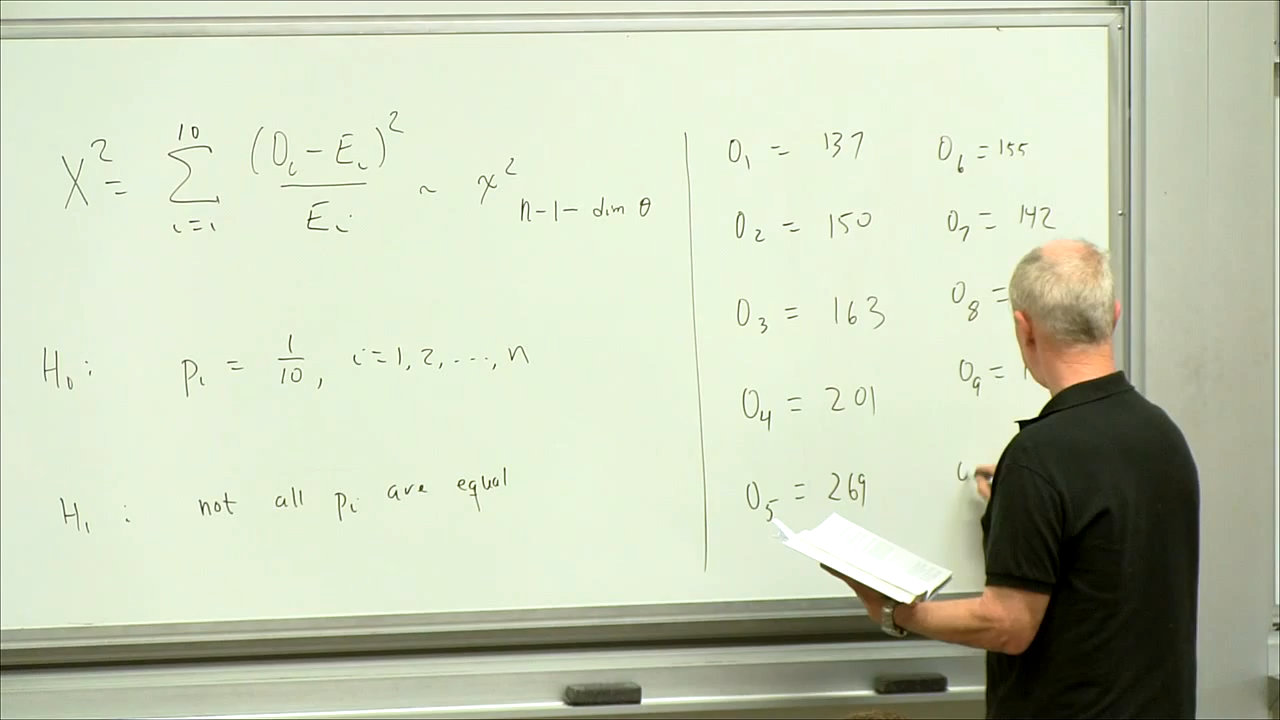 X² = Σ_{i=1}^{10} (O_i − E_i)² / E_i ~ χ²_{n−1−dim θ}
H₀: p_i = 1/10, i=1, 2, ..., n
H₁: not all p_i are equal
O₁ = 137
O₂ = 150
O₃ = 163
O₄ = 201
O₅ = 269
O₆ = 155
O₇ = 142
O₈ =
O₉ =